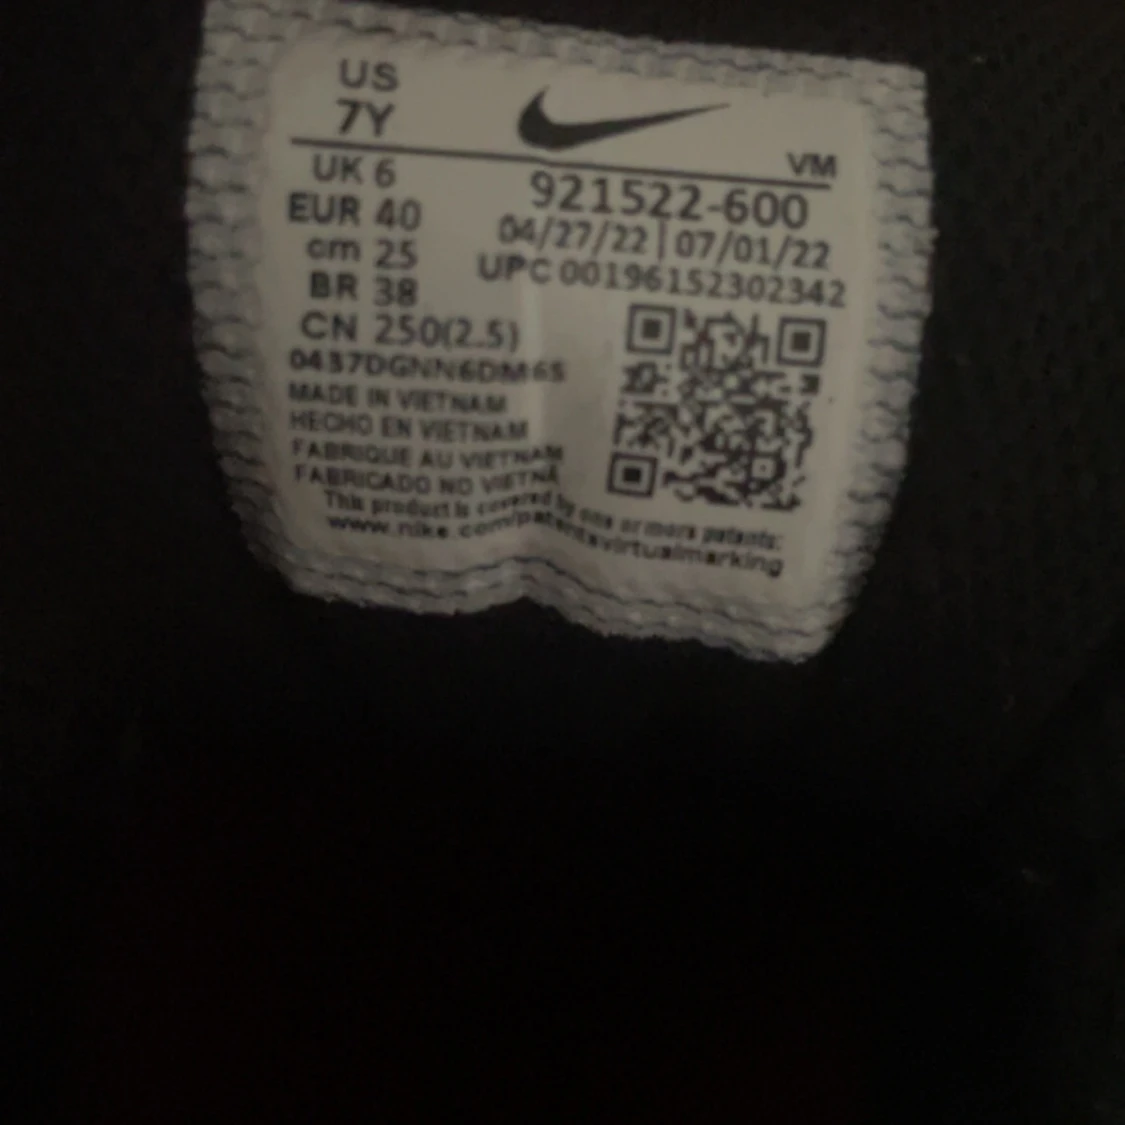 US
7Y
VM
UK 6
EUR 40
cm 25
BR 38
CN 250(2.5)
921522-600
04/27/22 | 07/01/22
UPC 00196152302342
0437DGNN6DM65
MADE IN VIETNAM
HECHO EN VIETNAM
FABRIQUE AU VIETNAM
FABRICADO NO VIETNÃ
This product is covered by one or more patents:
www.nike.com/patentsvirtualmarking